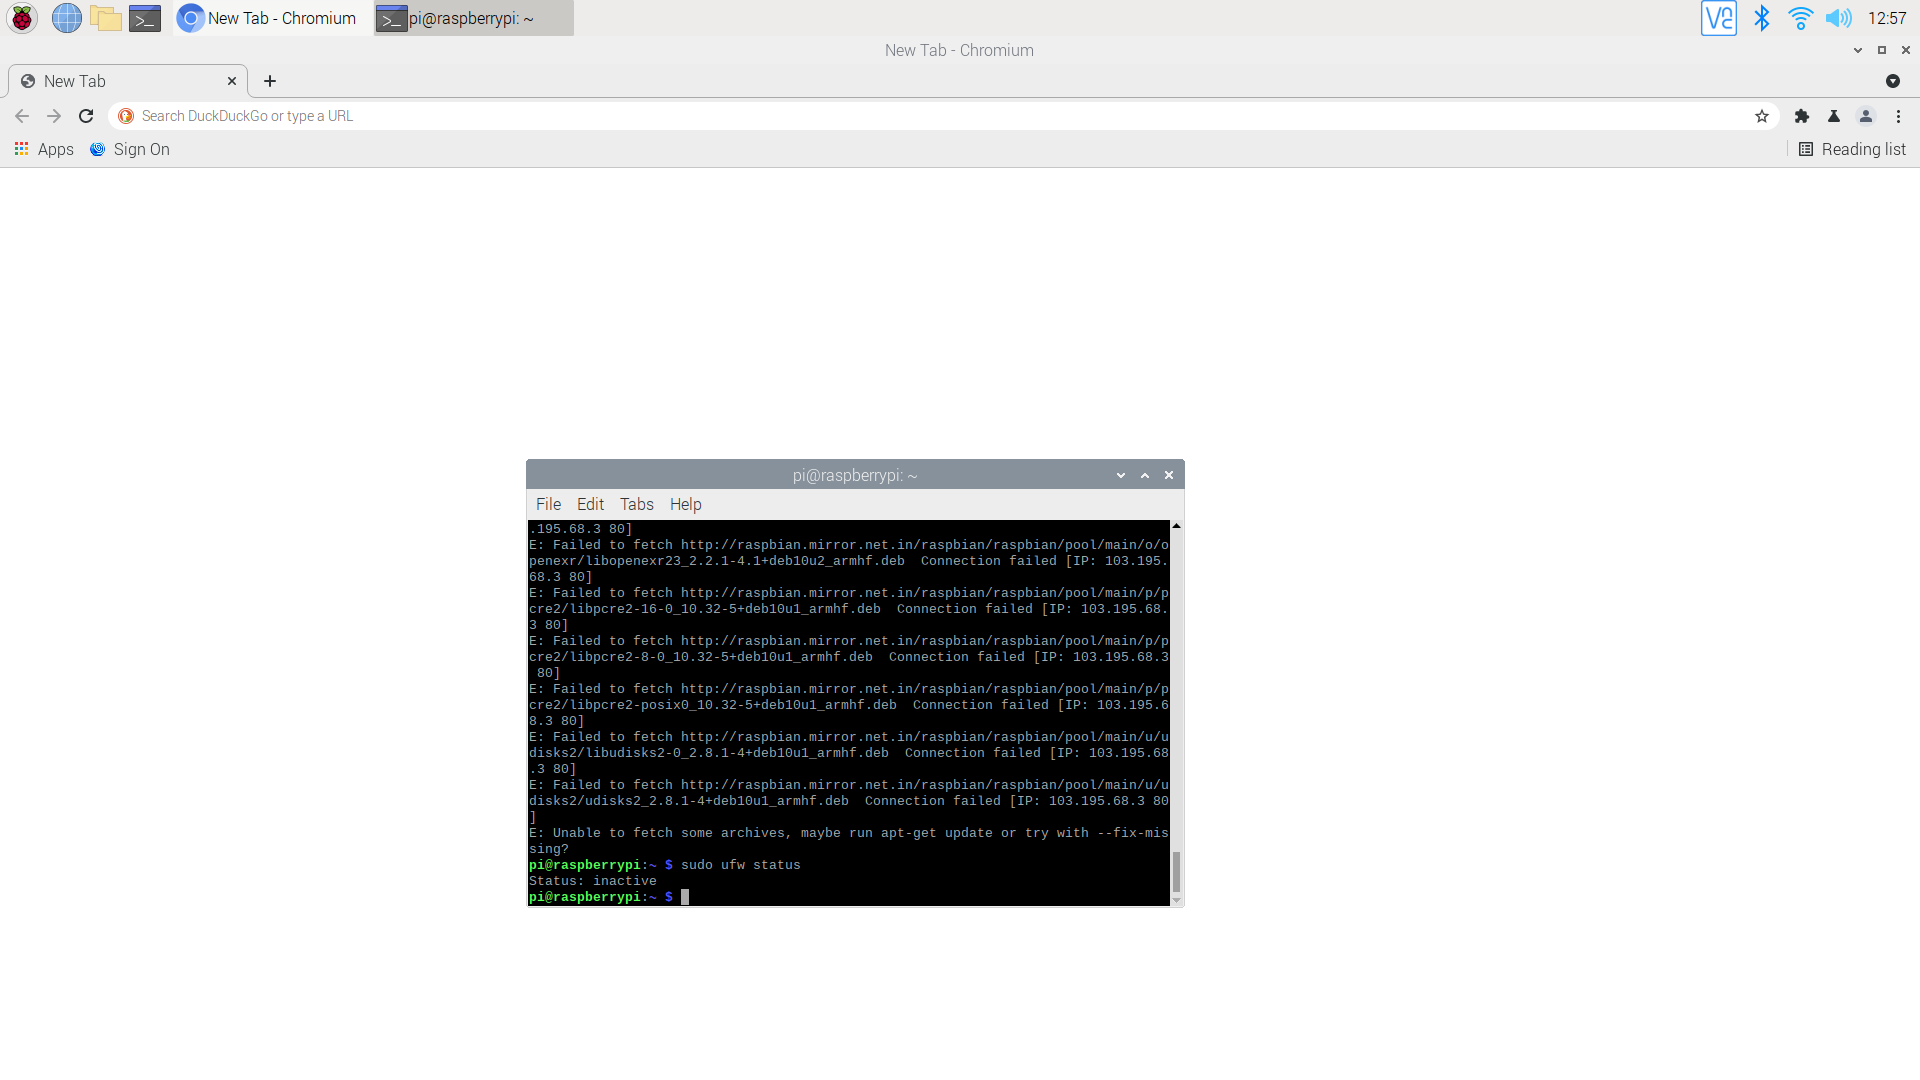 New Tab - Chromium
pi@raspberrypi: ~
12:57
New Tab - Chromium
New Tab
Search DuckDuckGo or type a URL
Apps
Sign On
Reading list
pi@raspberrypi: ~
File Edit Tabs Help
.195.68.3 80]
E: Failed to fetch http://raspbian.mirror.net.in/raspbian/raspbian/pool/main/o/o
penexr/libopenexr23_2.2.1-4.1+deb10u2_armhf.deb  Connection failed [IP: 103.195.
68.3 80]
E: Failed to fetch http://raspbian.mirror.net.in/raspbian/raspbian/pool/main/p/p
cre2/libpcre2-16-0_10.32-5+deb10u1_armhf.deb  Connection failed [IP: 103.195.68.
3 80]
E: Failed to fetch http://raspbian.mirror.net.in/raspbian/raspbian/pool/main/p/p
cre2/libpcre2-8-0_10.32-5+deb10u1_armhf.deb  Connection failed [IP: 103.195.68.3
 80]
E: Failed to fetch http://raspbian.mirror.net.in/raspbian/raspbian/pool/main/p/p
cre2/libpcre2-posix0_10.32-5+deb10u1_armhf.deb  Connection failed [IP: 103.195.6
8.3 80]
E: Failed to fetch http://raspbian.mirror.net.in/raspbian/raspbian/pool/main/u/u
disks2/libudisks2-0_2.8.1-4+deb10u1_armhf.deb  Connection failed [IP: 103.195.68
.3 80]
E: Failed to fetch http://raspbian.mirror.net.in/raspbian/raspbian/pool/main/u/u
disks2/udisks2_2.8.1-4+deb10u1_armhf.deb  Connection failed [IP: 103.195.68.3 80
]
E: Unable to fetch some archives, maybe run apt-get update or try with --fix-mis
sing?
pi@raspberrypi:~ $ sudo ufw status
Status: inactive
pi@raspberrypi:~ $